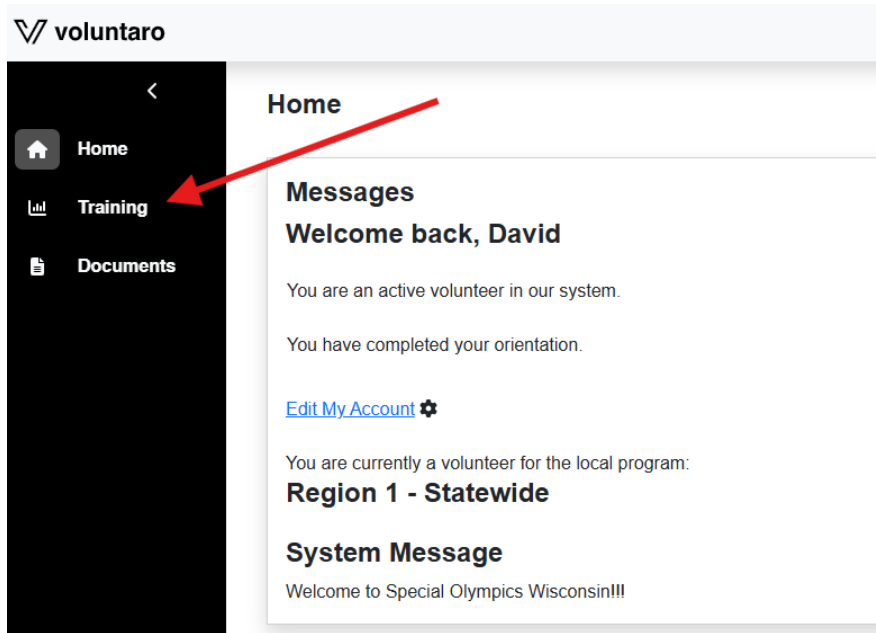 voluntaro
Home
Training
Documents
Home
Messages
Welcome back, David
You are an active volunteer in our system.
You have completed your orientation.
Edit My Account
You are currently a volunteer for the local program:
Region 1 - Statewide
System Message
Welcome to Special Olympics Wisconsin!!!